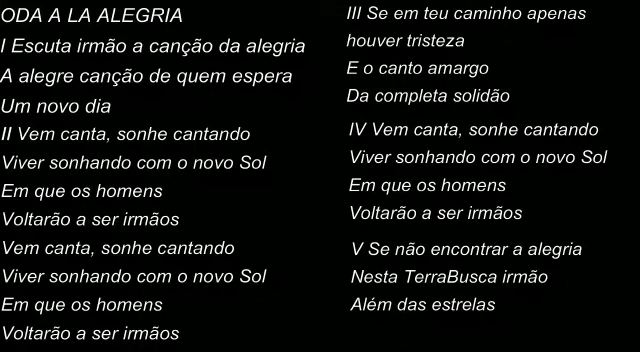 ODA A LA ALEGRIA
I Escuta irmão a canção da alegria
A alegre canção de quem espera
Um novo dia
II Vem canta, sonhe cantando
Viver sonhando com o novo Sol
Em que os homens
Voltarão a ser irmãos
Vem canta, sonhe cantando
Viver sonhando com o novo Sol
Em que os homens
Voltarão a ser irmãos
III Se em teu caminho apenas
houver tristeza
E o canto amargo
Da completa solidão
IV Vem canta, sonhe cantando
Viver sonhando com o novo Sol
Em que os homens
Voltarão a ser irmãos
V Se não encontrar a alegria
Nesta TerraBusca irmão
Além das estrelas